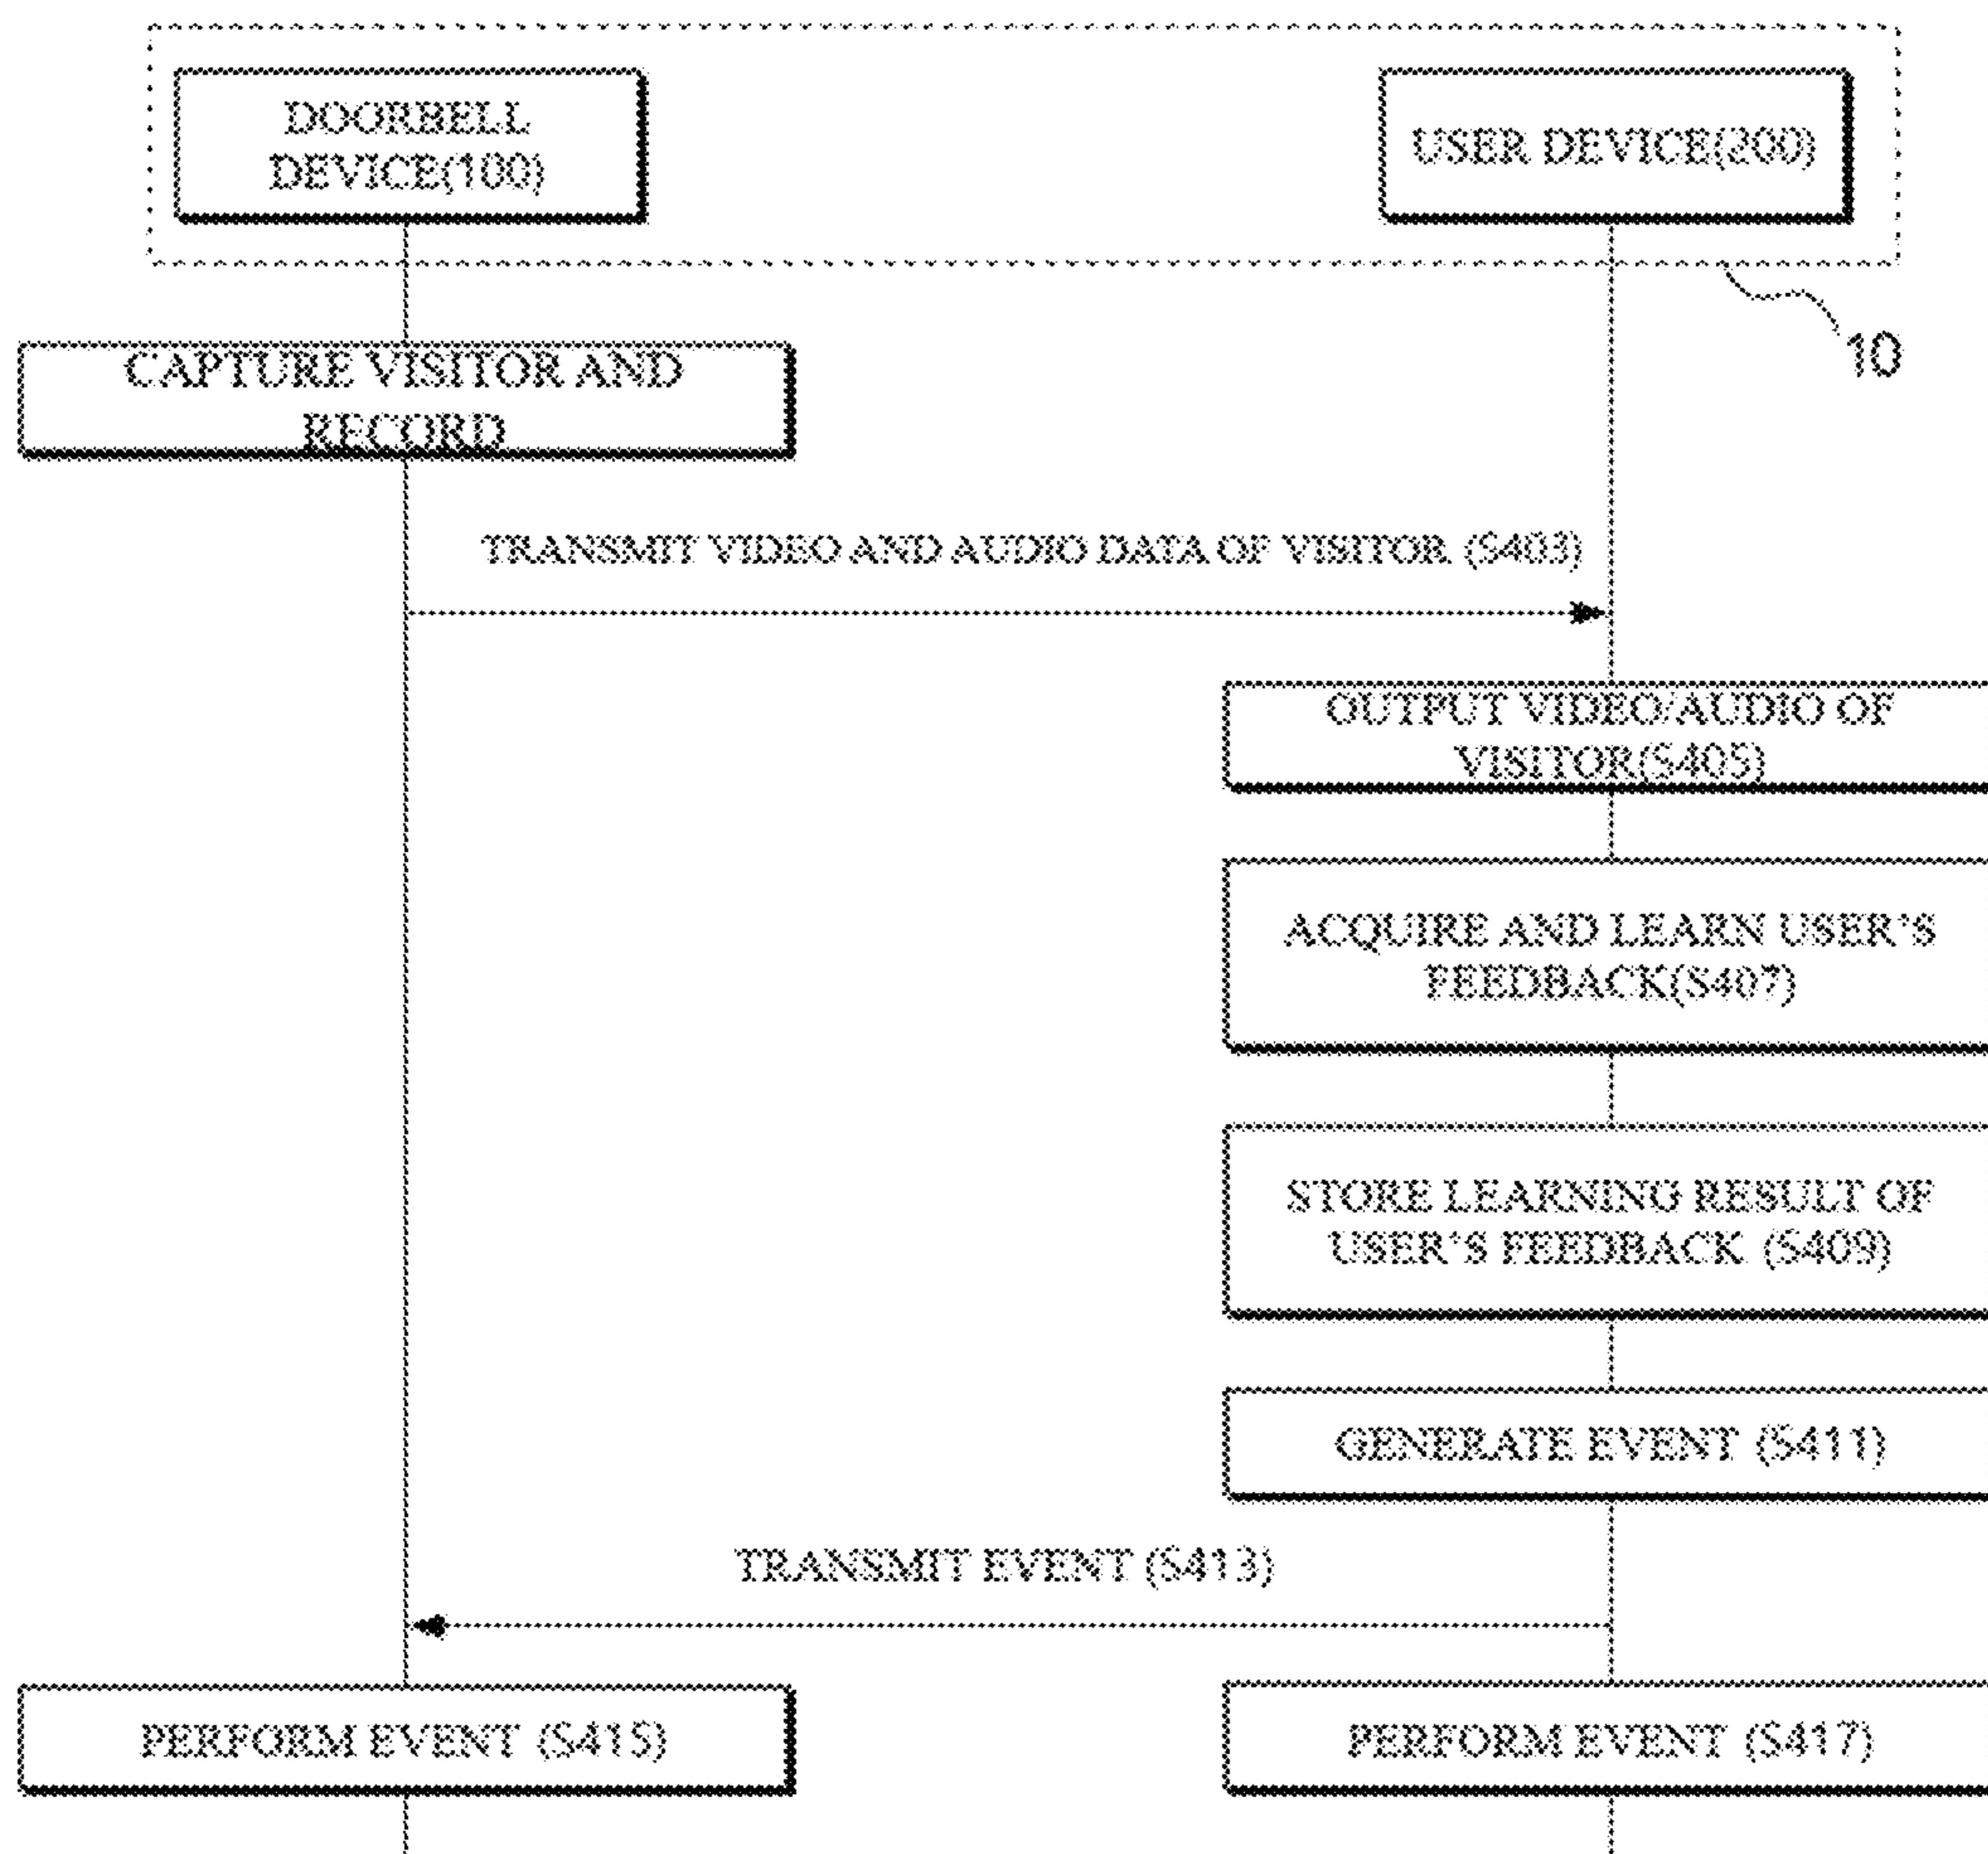 DOORBELL
DEVICE(100)
USER DEVICE(200)
10
CAPTURE VISITOR AND
RECORD
TRANSMIT VIDEO AND AUDIO DATA OF VISITOR (S403)
OUTPUT VIDEO/AUDIO OF
VISITOR(S405)
ACQUIRE AND LEARN USER'S
FEEDBACK(S407)
STORE LEARNING RESULT OF
USER'S FEEDBACK (S409)
GENERATE EVENT (S411)
TRANSMIT EVENT (S413)
PERFORM EVENT (S415)
PERFORM EVENT (S417)